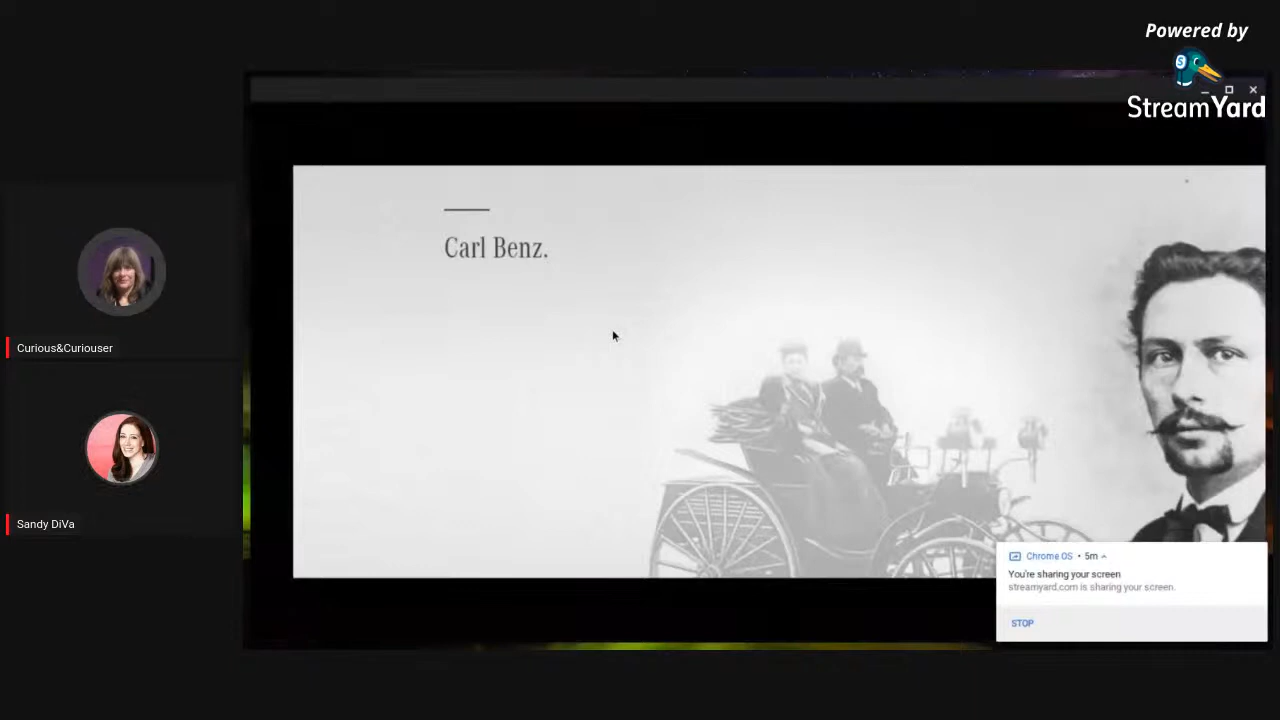 Powered by
StreamYard
Carl Benz.
Curious&Curiouser
Sandy DiVa
Chrome OS • 5m
You're sharing your screen
streamyard.com is sharing your screen.
STOP